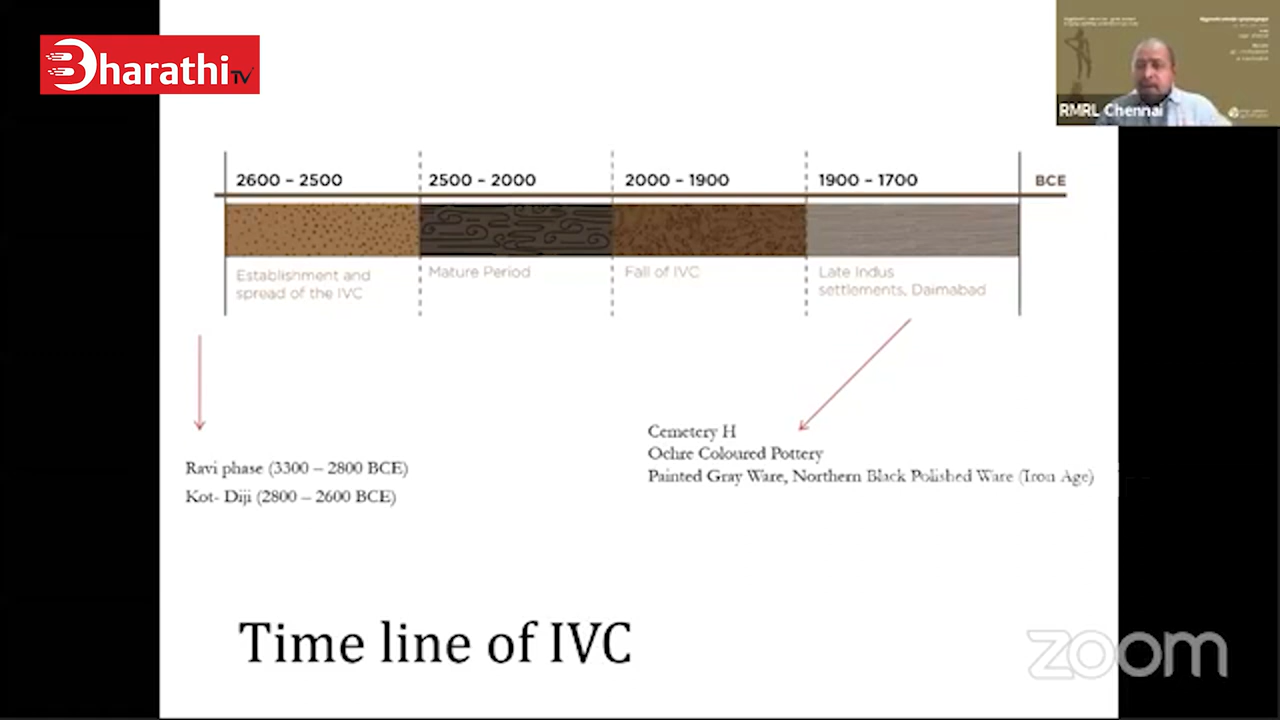 Bharathi TV
RMRL Chennai
2600 – 2500
2500 – 2000
2000 – 1900
1900 – 1700
BCE
Establishment and
spread of the IVC
Mature Period
Fall of IVC
Late Indus
settlements, Daimabad
Ravi phase (3300 – 2800 BCE)
Kot- Diji (2800 – 2600 BCE)
Cemetery H
Ochre Coloured Pottery
Painted Gray Ware, Northern Black Polished Ware (Iron Age)
Time line of IVC
zoom